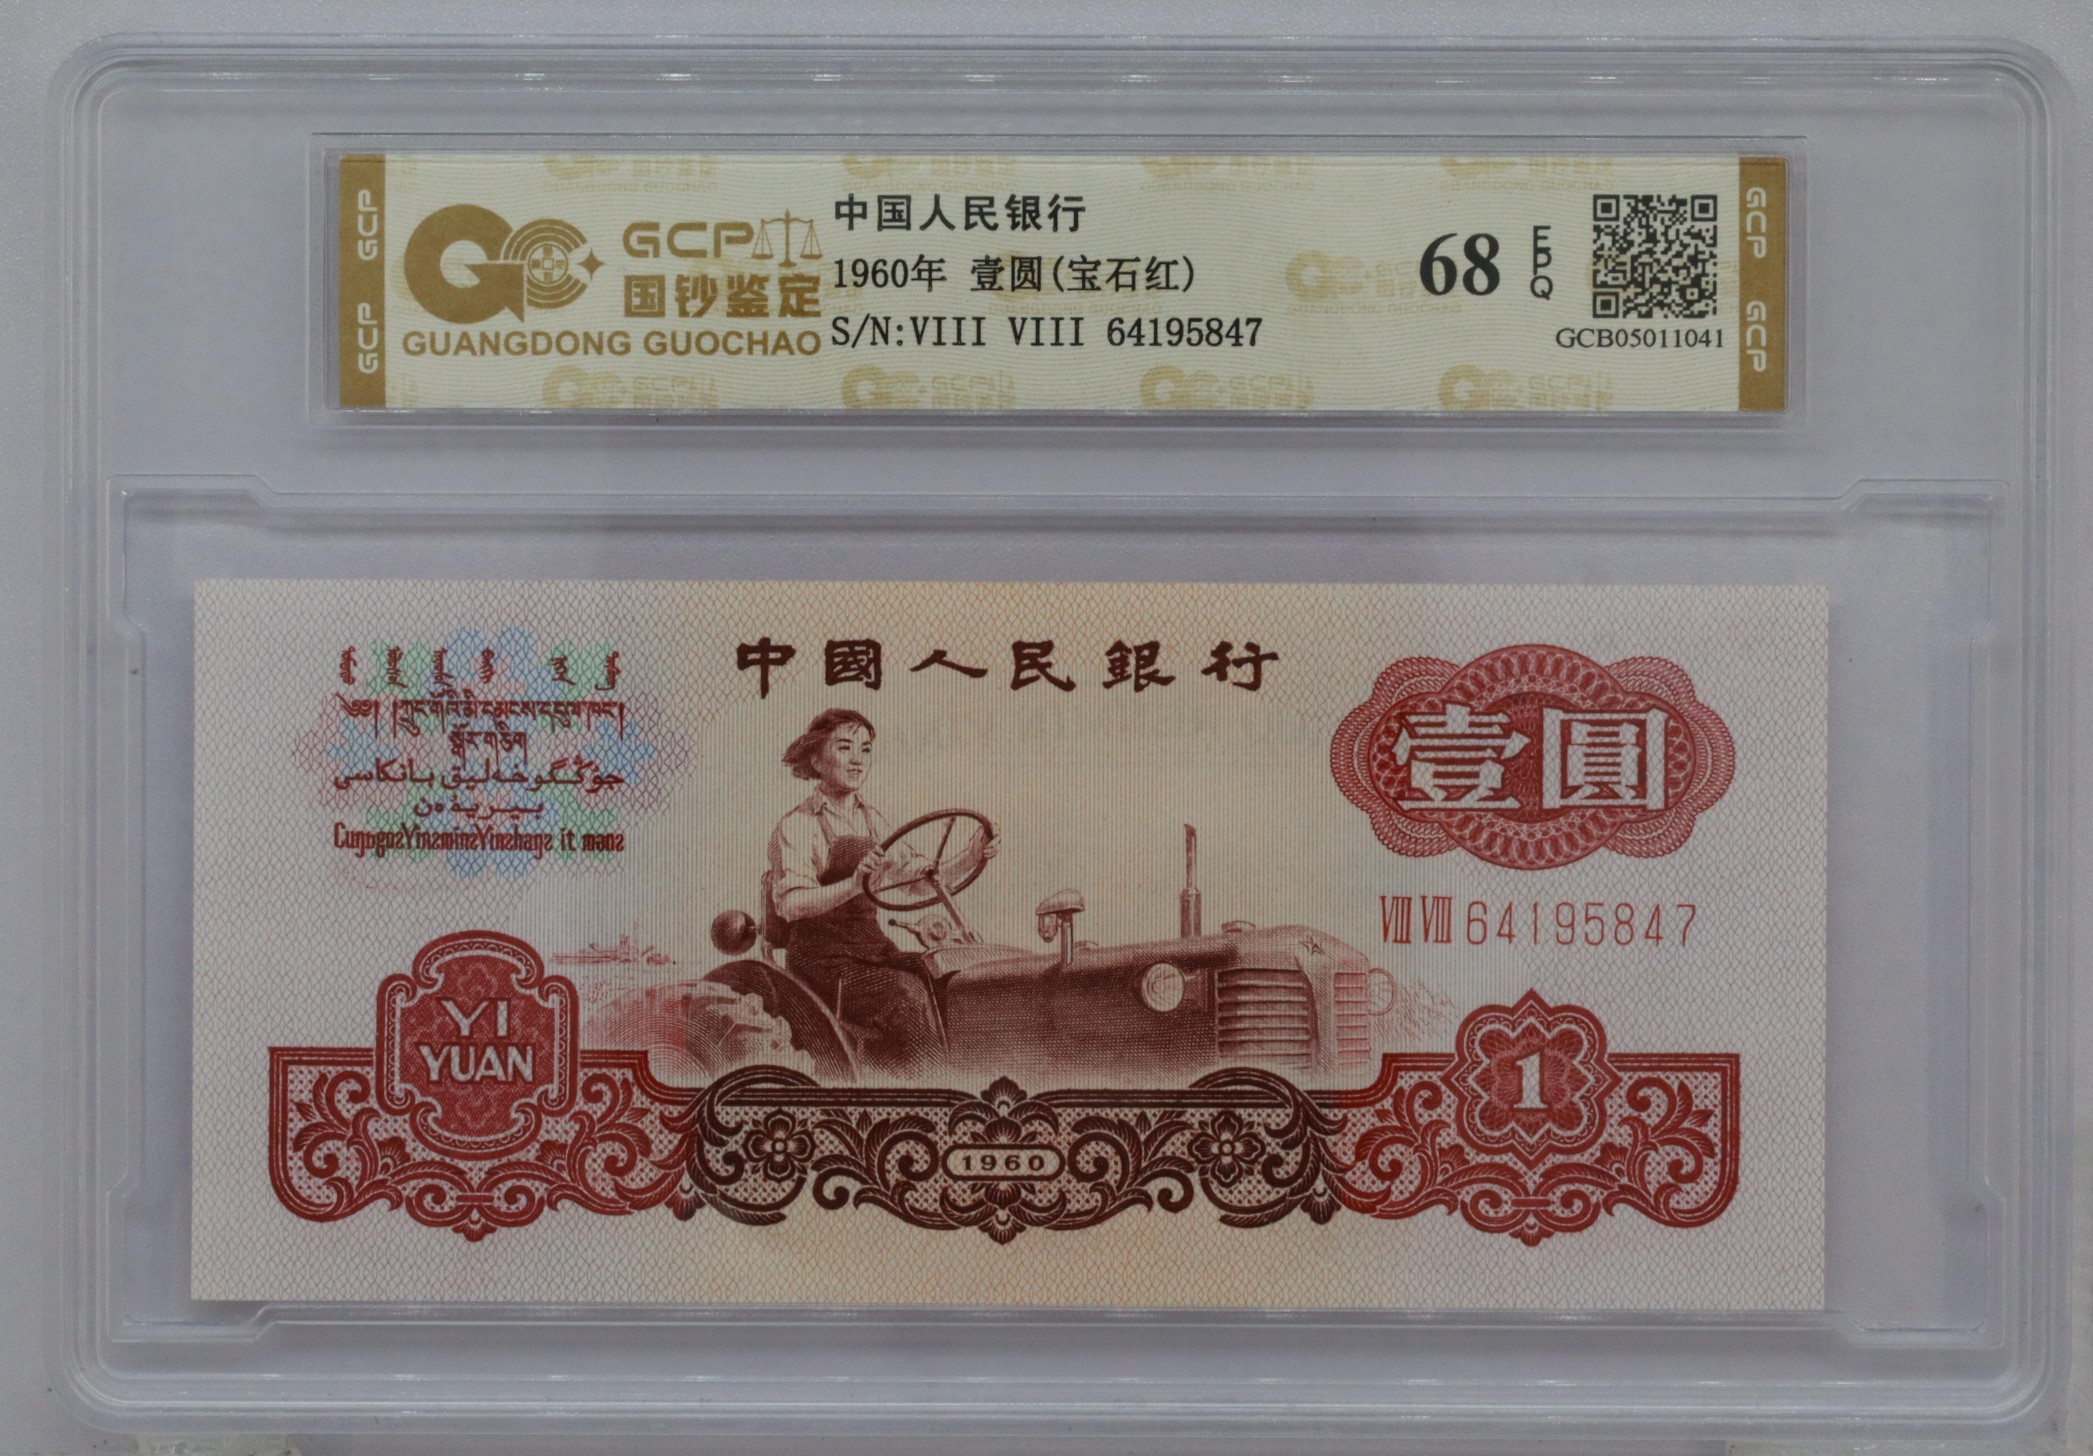 GCP
GCP
GCP
国钞鉴定
GUANGDONG GUOCHAO
中国人民银行
1960年 壹圆(宝石红)
S/N:VIII VIII 64195847
68 EPQ
GCB05011041
GCP
GCP
中國人民銀行
壹圓
VIII VIII 64195847
YI
YUAN
1960
1